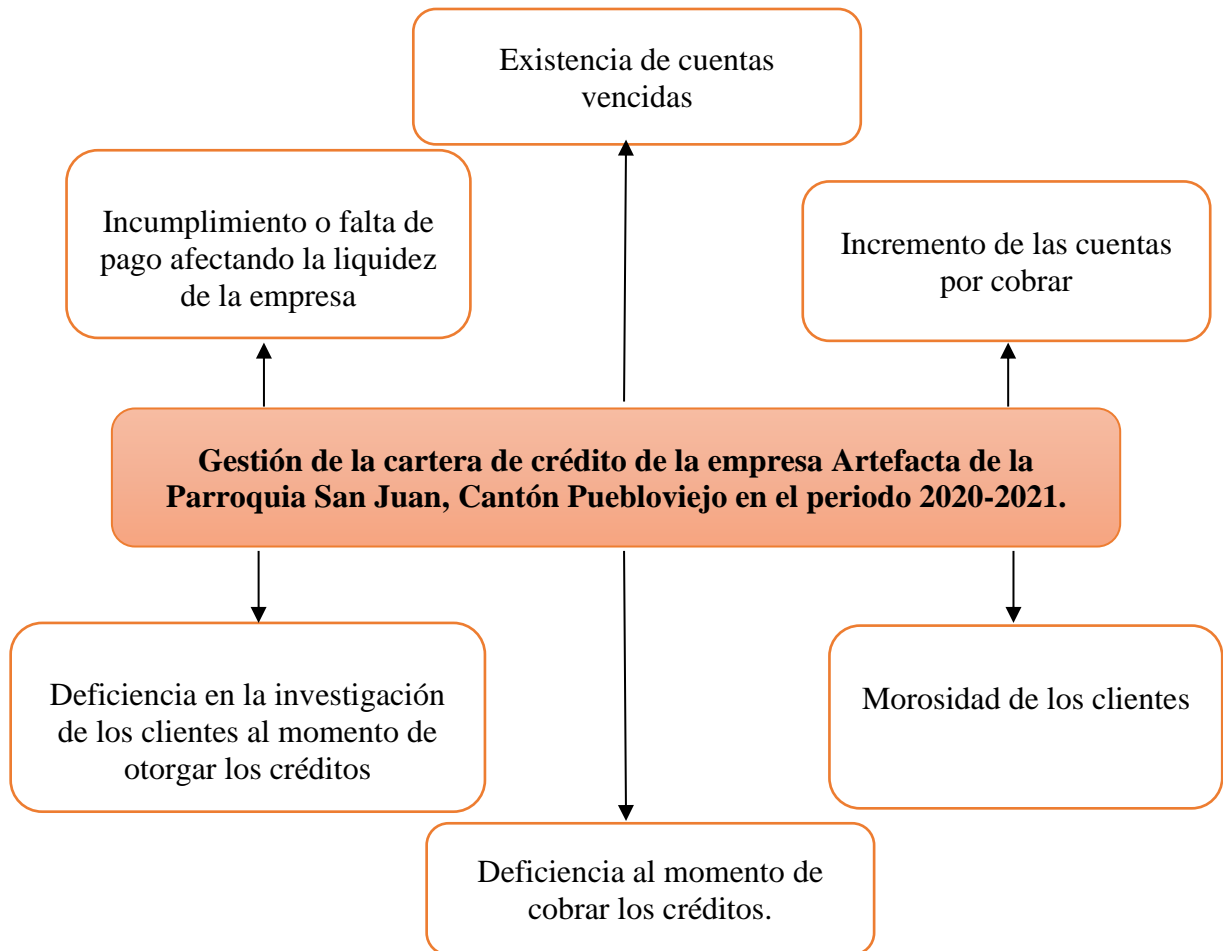 Existencia de cuentas
vencidas
Incumplimiento o falta de
pago afectando la liquidez
de la empresa
Incremento de las cuentas
por cobrar
Gestión de la cartera de crédito de la empresa Artefacta de la
Parroquia San Juan, Cantón Puebloviejo en el periodo 2020-2021.
Deficiencia en la investigación
de los clientes al momento de
otorgar los créditos
Morosidad de los clientes
Deficiencia al momento de
cobrar los créditos.